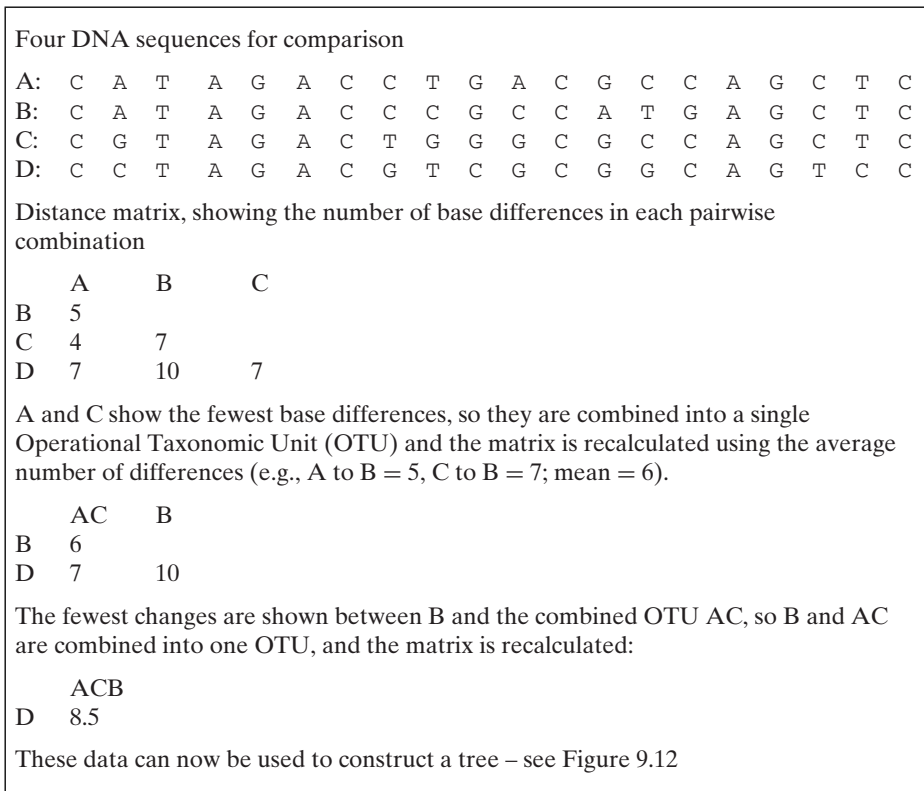 Four DNA sequences for comparison
A: C A T A G A C C T G A C G C C A G C T C
B: C A T A G A C C C G C C A T G A G C T C
C: C G T A G A C T G G G C G C C A G C T C
D: C C T A G A C G T C G C G G C A G T C C
Distance matrix, showing the number of base differences in each pairwise
combination
A B C
B 5
C 4 7
D 7 10 7
A and C show the fewest base differences, so they are combined into a single
Operational Taxonomic Unit (OTU) and the matrix is recalculated using the average
number of differences (e.g., A to B = 5, C to B = 7; mean = 6).
AC B
B 6
D 7 10
The fewest changes are shown between B and the combined OTU AC, so B and AC
are combined into one OTU, and the matrix is recalculated:
ACB
D 8.5
These data can now be used to construct a tree – see Figure 9.12